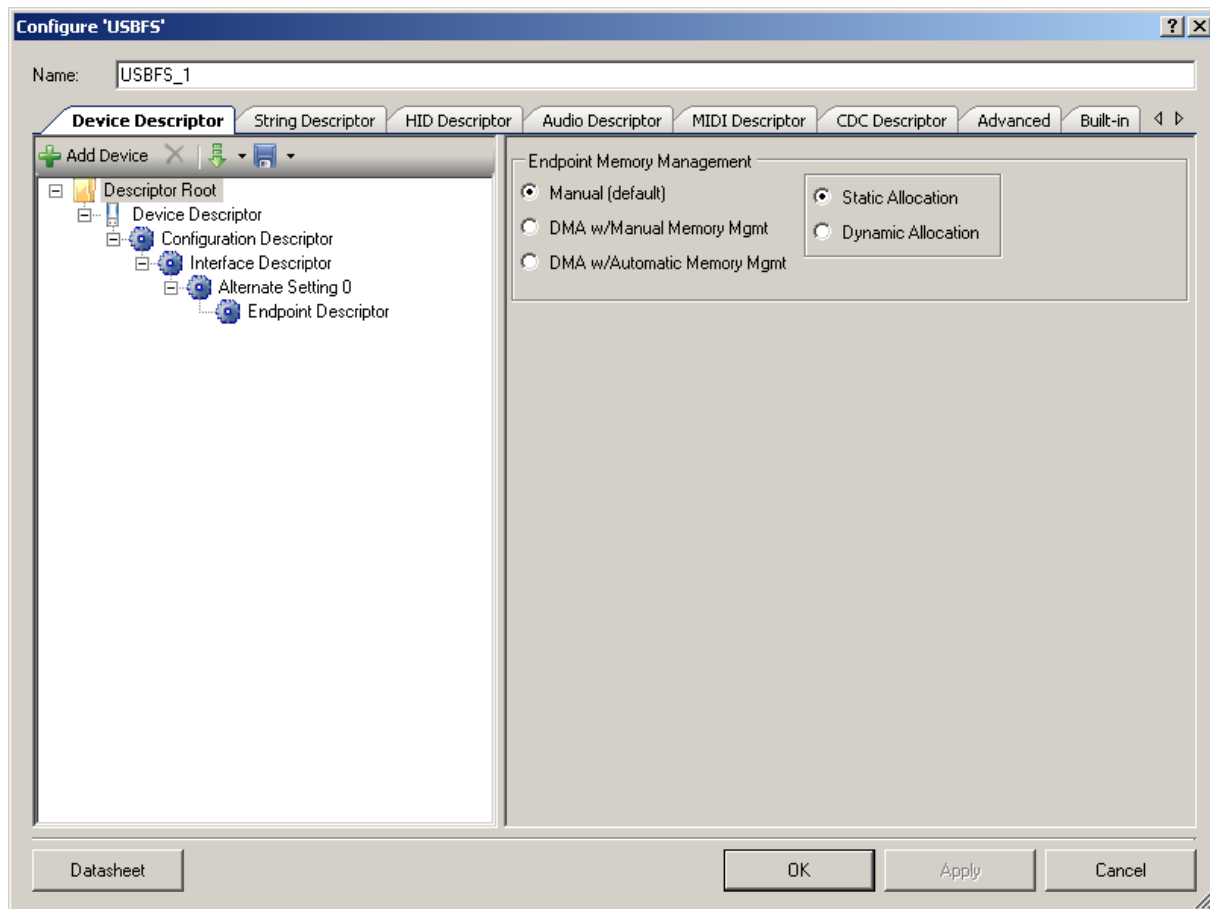 Configure 'USBFS'
Name: USBFS_1
Device Descriptor String Descriptor HID Descriptor Audio Descriptor MIDI Descriptor CDC Descriptor Advanced Built-in
Add Device
Descriptor Root
Device Descriptor
Configuration Descriptor
Interface Descriptor
Alternate Setting 0
Endpoint Descriptor
Endpoint Memory Management
Manual (default)
DMA w/Manual Memory Mgmt
DMA w/Automatic Memory Mgmt
Static Allocation
Dynamic Allocation
Datasheet OK Apply Cancel